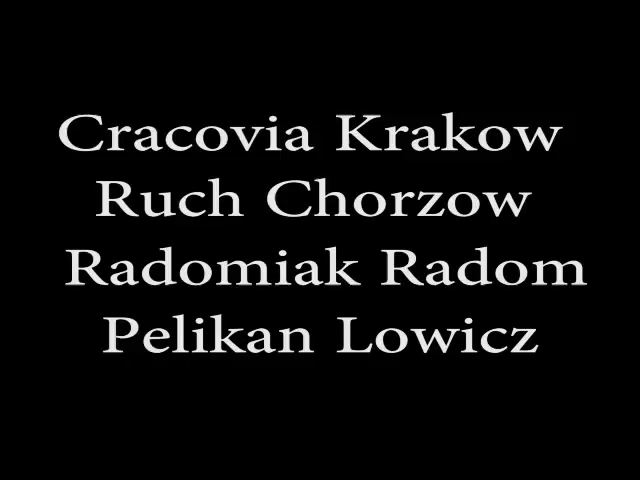 Cracovia Krakow
Ruch Chorzow
Radomiak Radom
Pelikan Lowicz